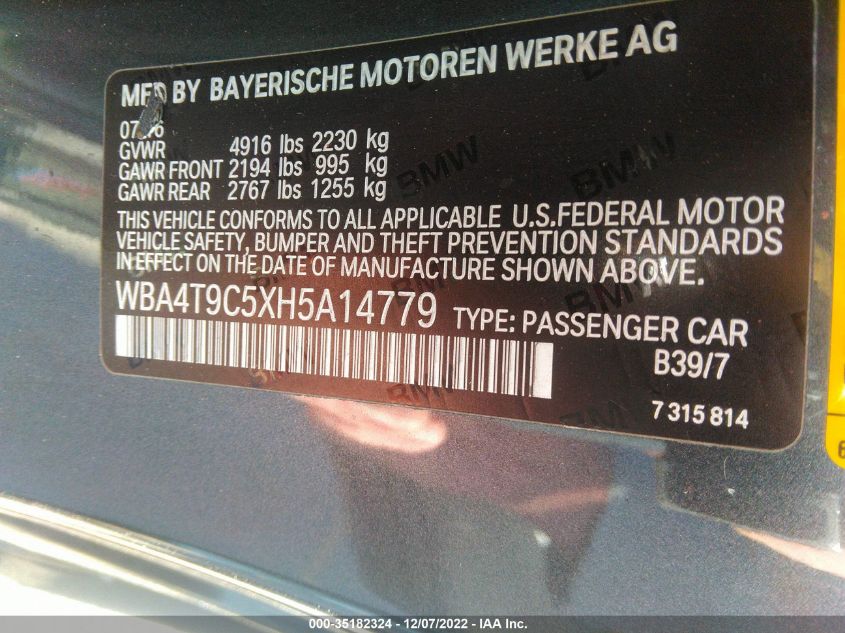 MFD BY BAYERISCHE MOTOREN WERKE AG
GVWR 4916 lbs 2230 kg
GAWR FRONT 2194 lbs 995 kg
GAWR REAR 2767 lbs 1255 kg
THIS VEHICLE CONFORMS TO ALL APPLICABLE U.S.FEDERAL MOTOR
VEHICLE SAFETY, BUMPER AND THEFT PREVENTION STANDARDS
IN EFFECT ON THE DATE OF MANUFACTURE SHOWN ABOVE.
WBA4T9C5XH5A14779 TYPE: PASSENGER CAR
B39/7
7 315 814
000-35182324 - 12/07/2022 - IAA Inc.